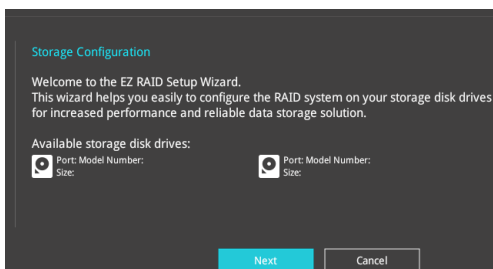 Storage Configuration
Welcome to the EZ RAID Setup Wizard.
This wizard helps you easily to configure the RAID system on your storage disk drives
for increased performance and reliable data storage solution.
Available storage disk drives:
Port: Model Number:
Size:
Port: Model Number:
Size:
Next
Cancel